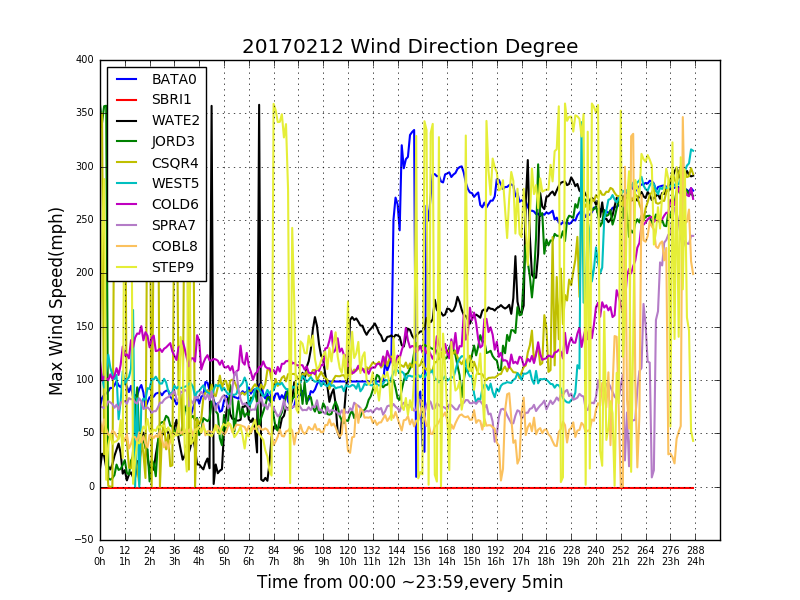 20170212 Wind Direction Degree
400
350
300
250
200
150
100
50
0
−50
Max Wind Speed(mph)
BATA0
SBRI1
WATE2
JORD3
CSQR4
WEST5
COLD6
SPRA7
COBL8
STEP9
0 12 24 36 48 60 72 84 96 108 120 132 144 156 168 180 192 204 216 228 240 252 264 276 288
0h 1h 2h 3h 4h 5h 6h 7h 8h 9h 10h 11h 12h 13h 14h 15h 16h 17h 18h 19h 20h 21h 22h 23h 24h
Time from 00:00 ~23:59,every 5min